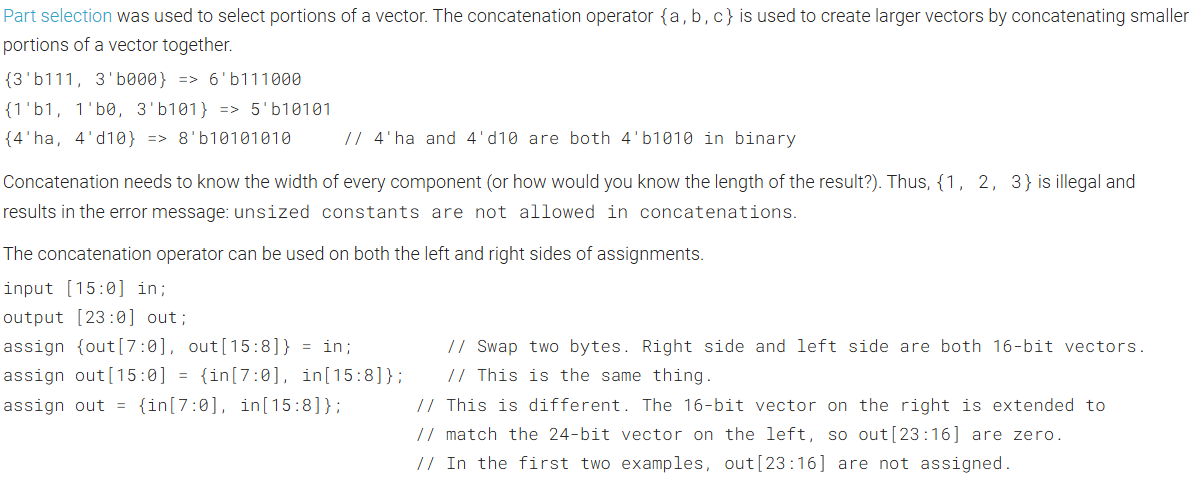 Part selection was used to select portions of a vector. The concatenation operator {a,b,c} is used to create larger vectors by concatenating smaller
portions of a vector together.
{3'b111, 3'b000} => 6'b111000
{1'b1, 1'b0, 3'b101} => 5'b10101
{4'ha, 4'd10} => 8'b10101010 // 4'ha and 4'd10 are both 4'b1010 in binary
Concatenation needs to know the width of every component (or how would you know the length of the result?). Thus, {1, 2, 3} is illegal and
results in the error message: unsized constants are not allowed in concatenations.
The concatenation operator can be used on both the left and right sides of assignments.
input [15:0] in;
output [23:0] out;
assign {out[7:0], out[15:8]} = in; // Swap two bytes. Right side and left side are both 16-bit vectors.
assign out[15:0] = {in[7:0], in[15:8]}; // This is the same thing.
assign out = {in[7:0], in[15:8]}; // This is different. The 16-bit vector on the right is extended to
// match the 24-bit vector on the left, so out[23:16] are zero.
// In the first two examples, out[23:16] are not assigned.